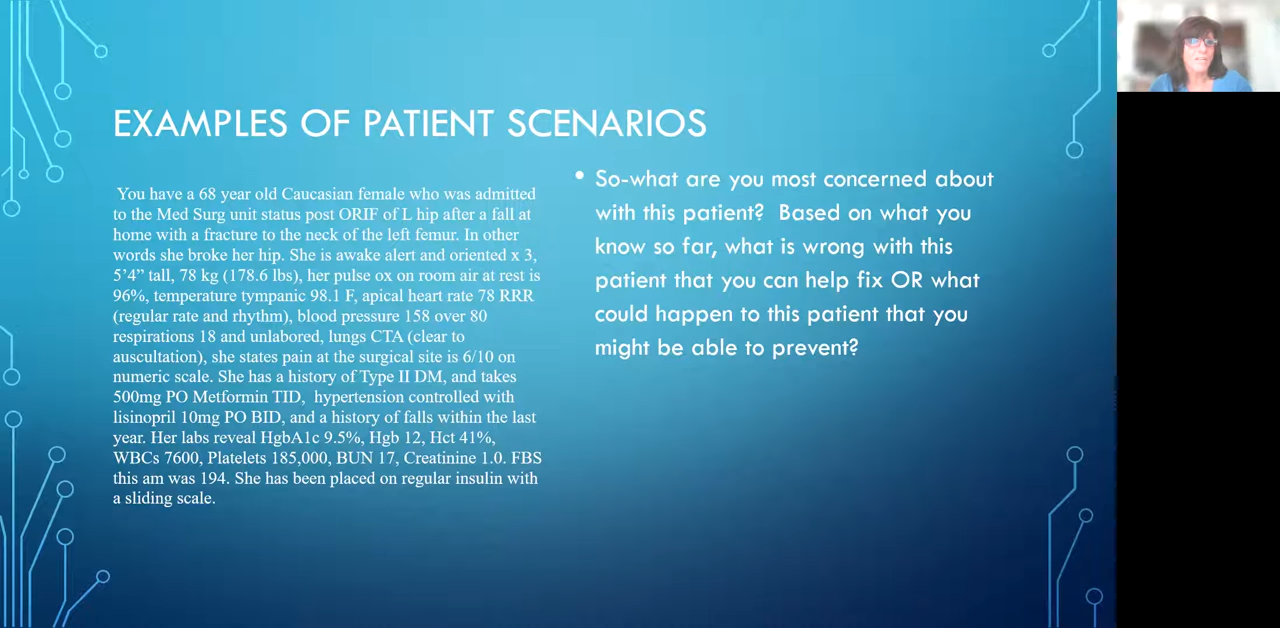 EXAMPLES OF PATIENT SCENARIOS
You have a 68 year old Caucasian female who was admitted
to the Med Surg unit status post ORIF of L hip after a fall at
home with a fracture to the neck of the left femur. In other
words she broke her hip. She is awake alert and oriented x 3,
5’4” tall, 78 kg (178.6 lbs), her pulse ox on room air at rest is
96%, temperature tympanic 98.1 F, apical heart rate 78 RRR
(regular rate and rhythm), blood pressure 158 over 80
respirations 18 and unlabored, lungs CTA (clear to
auscultation), she states pain at the surgical site is 6/10 on
numeric scale. She has a history of Type II DM, and takes
500mg PO Metformin TID,  hypertension controlled with
lisinopril 10mg PO BID, and a history of falls within the last
year. Her labs reveal HgbA1c 9.5%, Hgb 12, Hct 41%,
WBCs 7600, Platelets 185,000, BUN 17, Creatinine 1.0. FBS
this am was 194. She has been placed on regular insulin with
a sliding scale.
• So-what are you most concerned about
with this patient?  Based on what you
know so far, what is wrong with this
patient that you can help fix OR what
could happen to this patient that you
might be able to prevent?